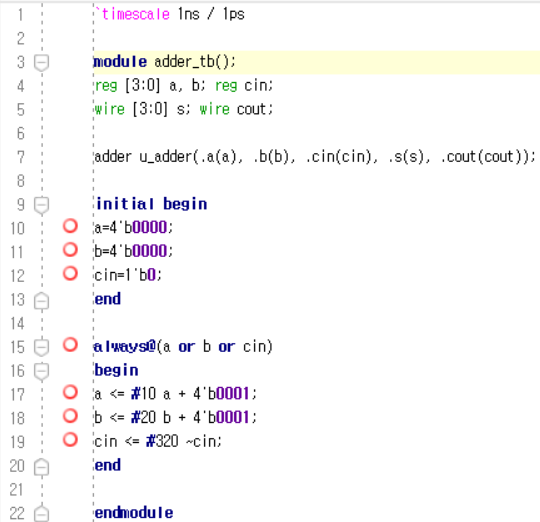 1 `timescale 1ns / 1ps
2
3 module adder_tb();
4 reg [3:0] a, b; reg cin;
5 wire [3:0] s; wire cout;
6
7 adder u_adder(.a(a), .b(b), .cin(cin), .s(s), .cout(cout));
8
9 initial begin
10 a=4'b0000;
11 b=4'b0000;
12 cin=1'b0;
13 end
14
15 always@(a or b or cin)
16 begin
17 a <= #10 a + 4'b0001;
18 b <= #20 b + 4'b0001;
19 cin <= #320 ~cin;
20 end
21
22 endmodule